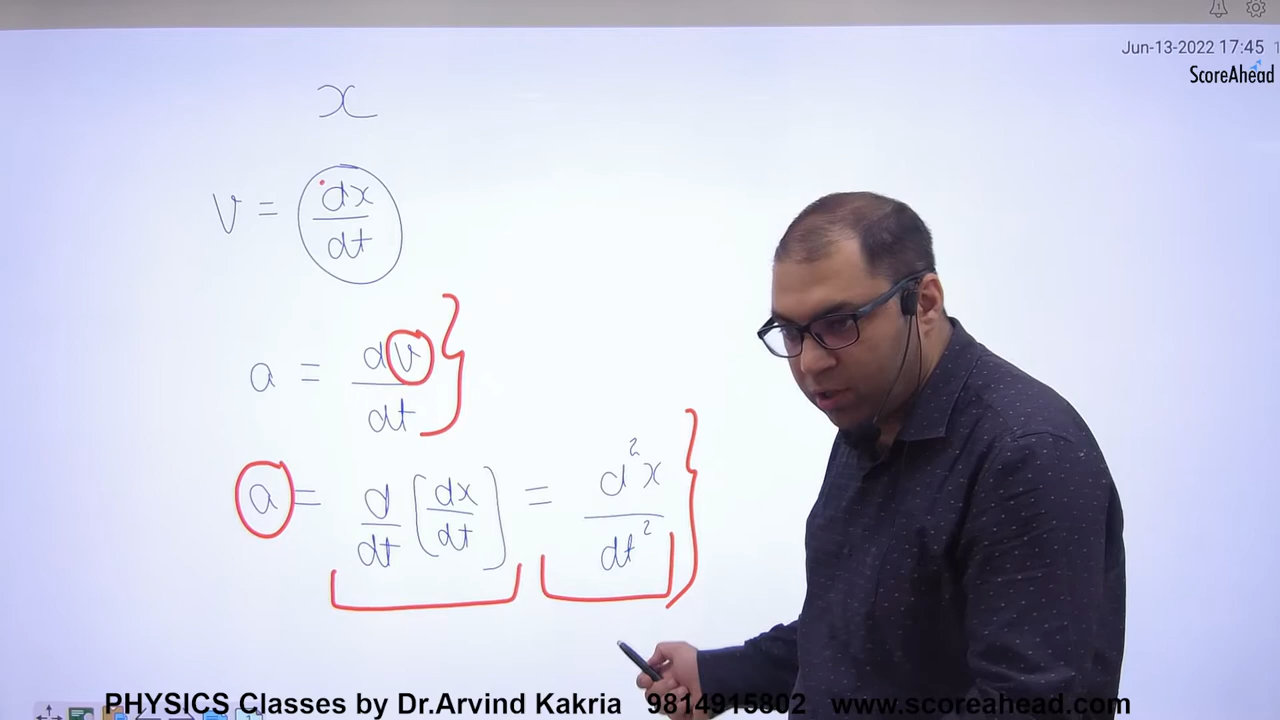 Jun-13-2022 17:45 1
ScoreAhead
x
v = dx/dt
a = dv/dt
a = d/dt (dx/dt) = d²x/dt²
PHYSICS Classes by Dr.Arvind Kakria 9814915802 www.scoreahead.com